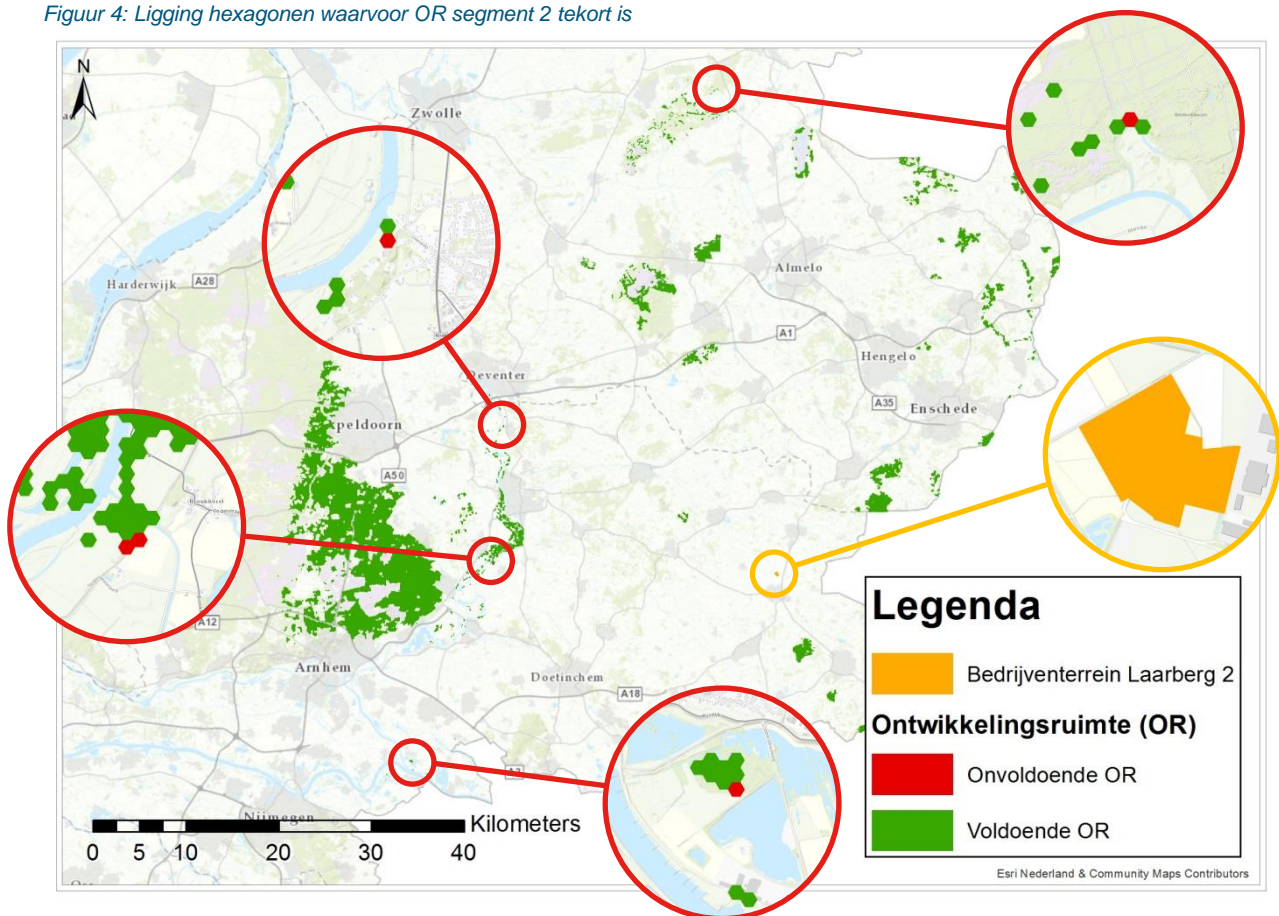 Figuur 4: Ligging hexagonen waarvoor OR segment 2 tekort is
N
Zwolle
Harderwijk
A28
Almelo
A1
Hengelo
Deventer
A35
Enschede
peldoorn
A50
A12
Arnhem
Doetinchem
A18
A3
Nijmegen
Kilometers
0 5 10 20 30 40
Legenda
Bedrijventerrein Laarberg 2
Ontwikkelingsruimte (OR)
Onvoldoende OR
Voldoende OR
Esri Nederland & Community Maps Contributors